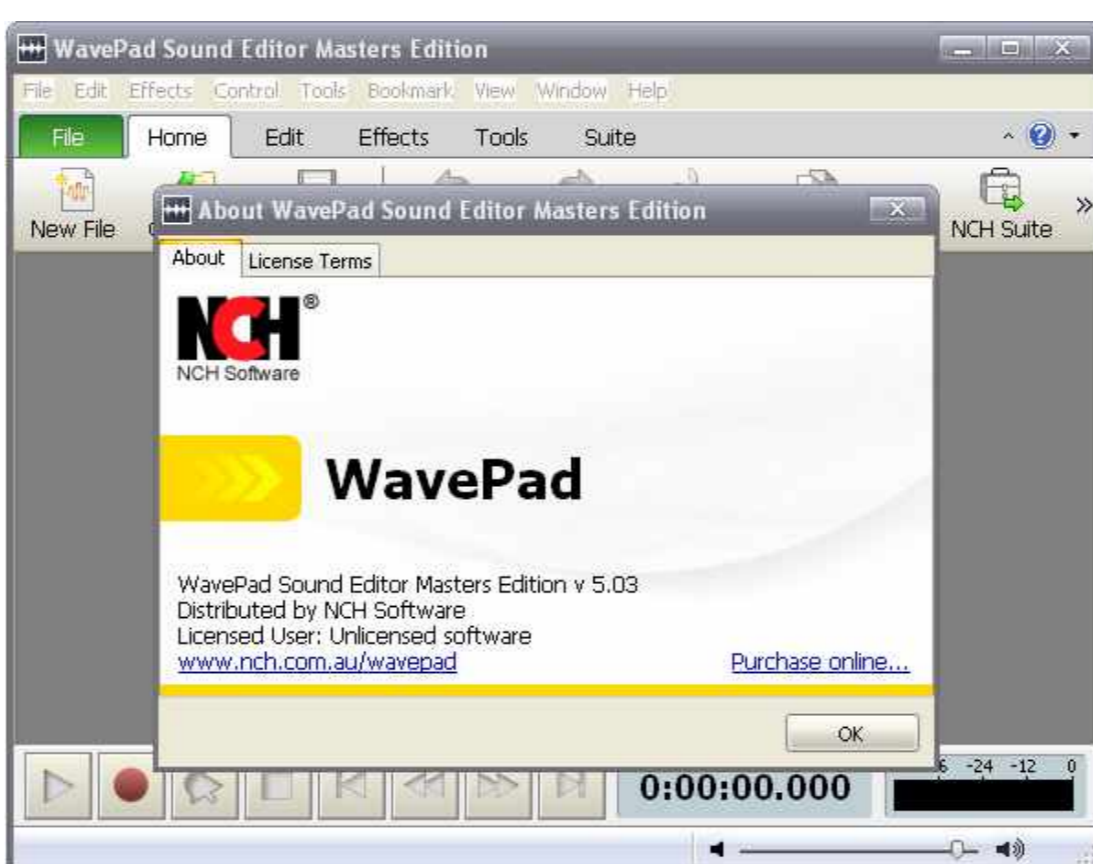 WavePad Sound Editor Masters Edition
File Edit Effects Control Tools Bookmark View Window Help
File Home Edit Effects Tools Suite
New File NCH Suite
About WavePad Sound Editor Masters Edition
About License Terms
NCH®
NCH Software
WavePad
WavePad Sound Editor Masters Edition v 5.03
Distributed by NCH Software
Licensed User: Unlicensed software
www.nch.com.au/wavepad Purchase online...
OK
0:00:00.000 -24 -12 0